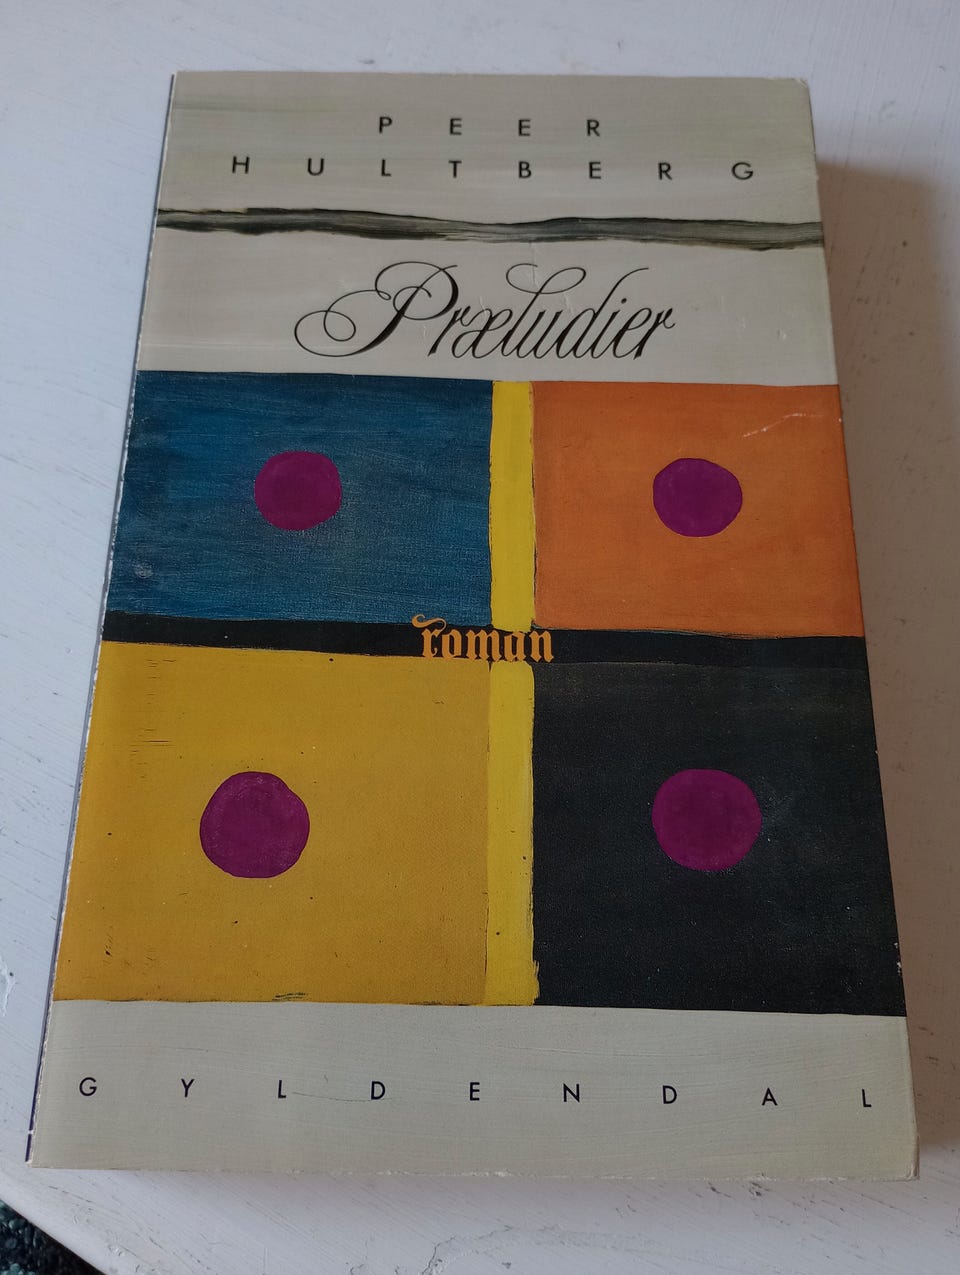 PEER
HULTBERG
Præludier
roman
GYLDENDAL